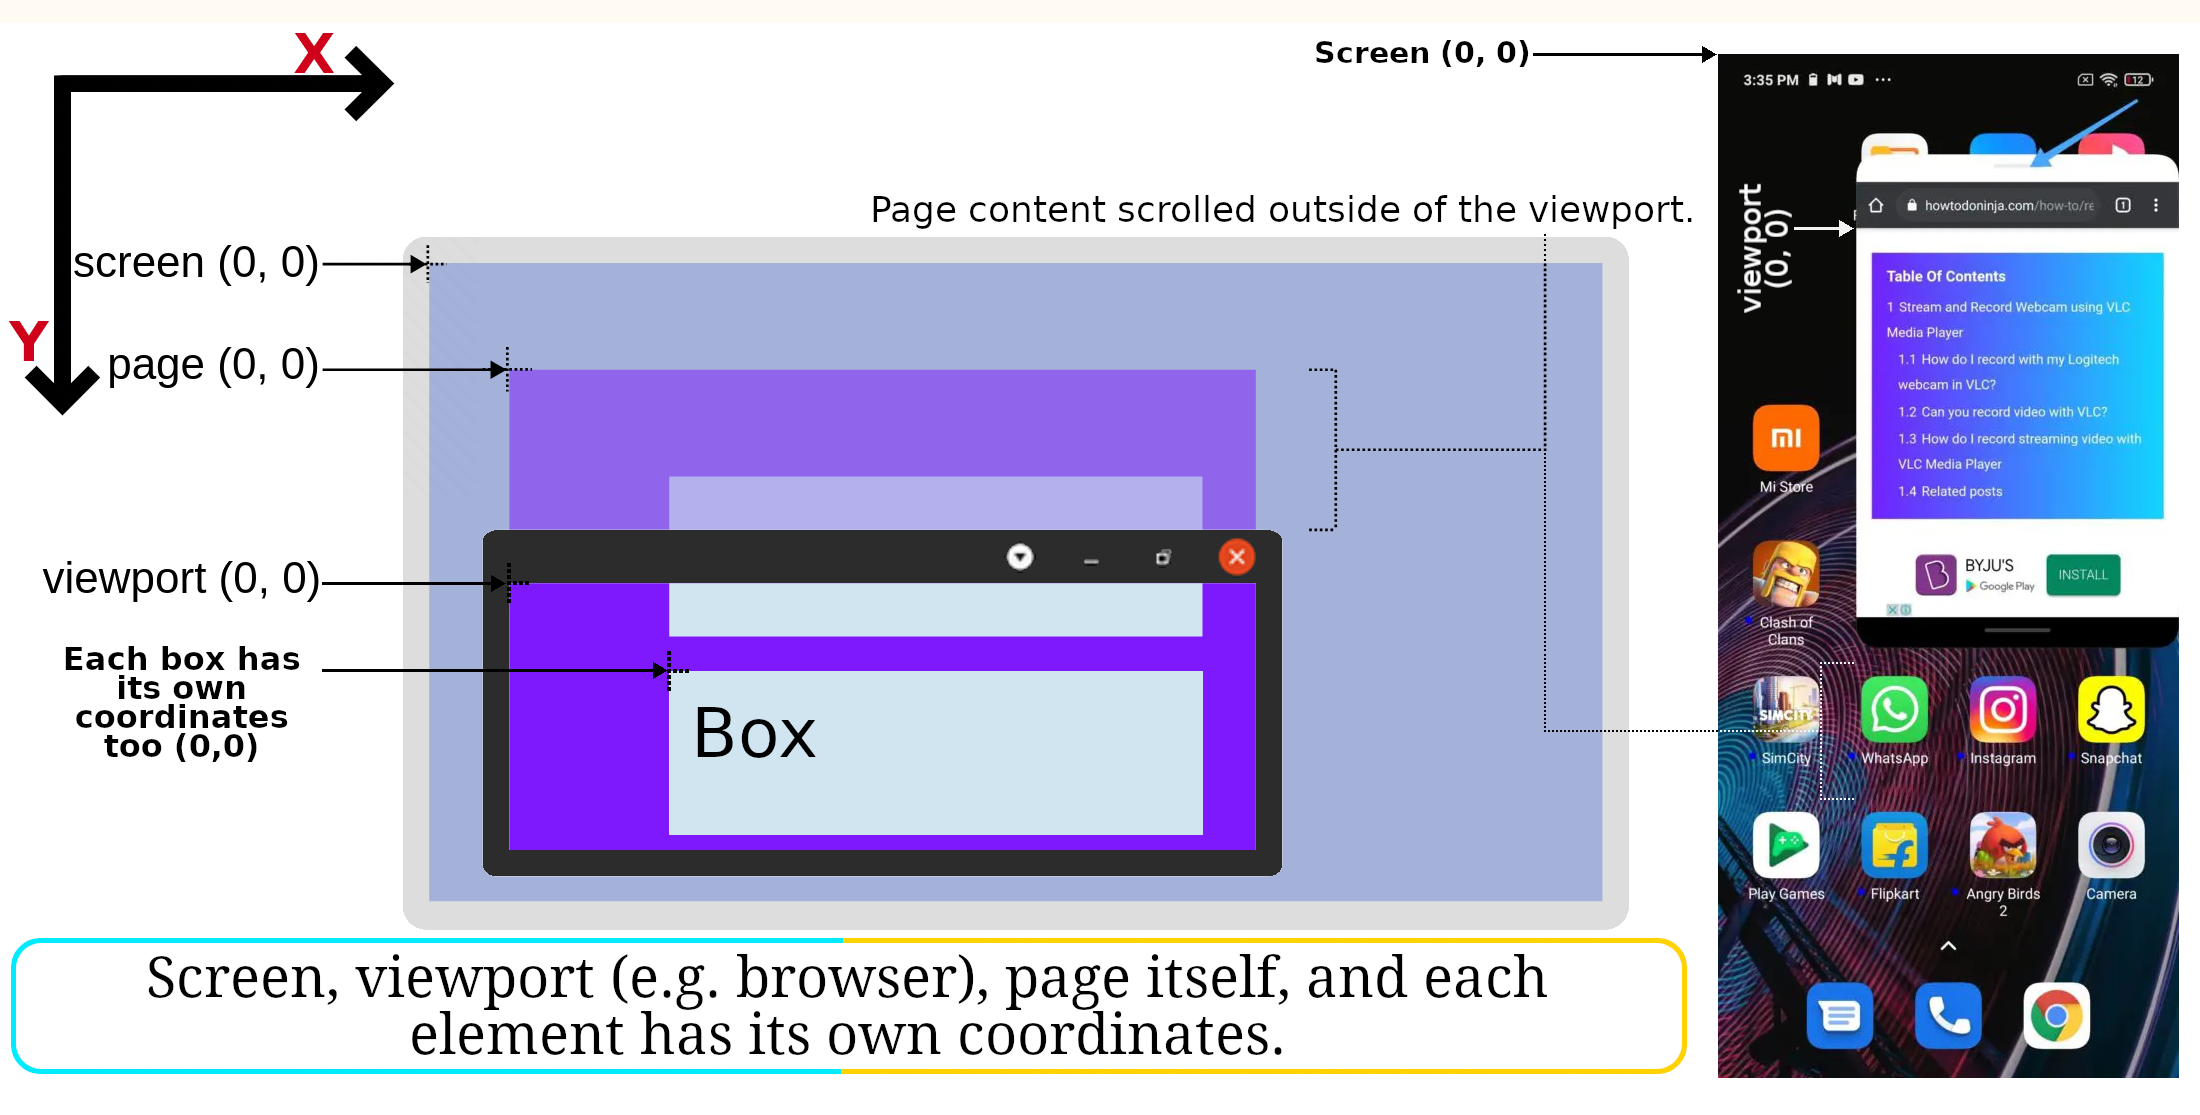 X
Y
Screen (0, 0)
Page content scrolled outside of the viewport.
screen (0, 0)
page (0, 0)
viewport (0, 0)
Each box has
its own
coordinates
too (0,0)
Box
Screen, viewport (e.g. browser), page itself, and each
element has its own coordinates.
3:35 PM
12
viewport
(0, 0)
howtodoninja.com/how-to/re
1
Table Of Contents
1 Stream and Record Webcam using VLC
Media Player
1.1 How do I record with my Logitech
webcam in VLC?
1.2 Can you record video with VLC?
1.3 How do I record streaming video with
VLC Media Player
1.4 Related posts
BYJU'S
Google Play
INSTALL
Mi Store
Clash of
Clans
SIMCITY
SimCity
WhatsApp
Instagram
Snapchat
Play Games
Flipkart
Angry Birds
2
Camera